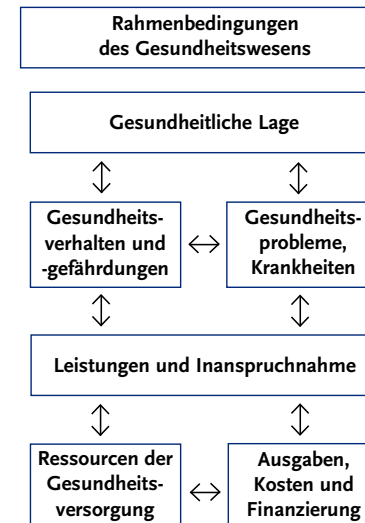 Rahmenbedingungen
des Gesundheitswesens
Gesundheitliche Lage
Gesundheits-
verhalten und
-gefährdungen
Gesundheits-
probleme,
Krankheiten
Leistungen und Inanspruchnahme
Ressourcen der
Gesundheits-
versorgung
Ausgaben,
Kosten und
Finanzierung